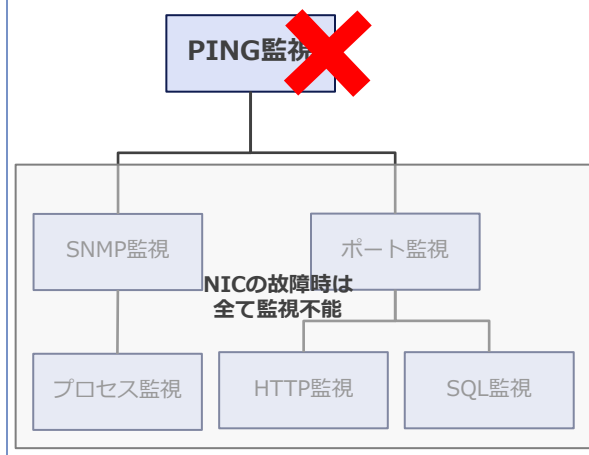 PING監視
SNMP監視
ポート監視
NICの故障時は
全て監視不能
プロセス監視
HTTP監視
SQL監視